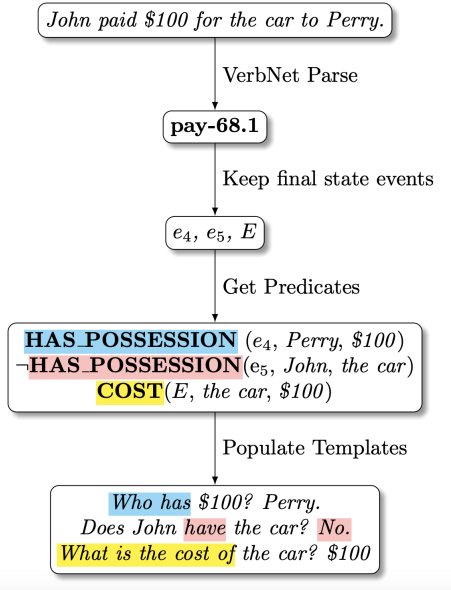 John paid $100 for the car to Perry.
VerbNet Parse
pay-68.1
Keep final state events
e₄, e₅, E
Get Predicates
HAS_POSSESSION (e₄, Perry, $100)
¬HAS_POSSESSION(e₅, John, the car)
COST(E, the car, $100)
Populate Templates
Who has $100? Perry.
Does John have the car? No.
What is the cost of the car? $100